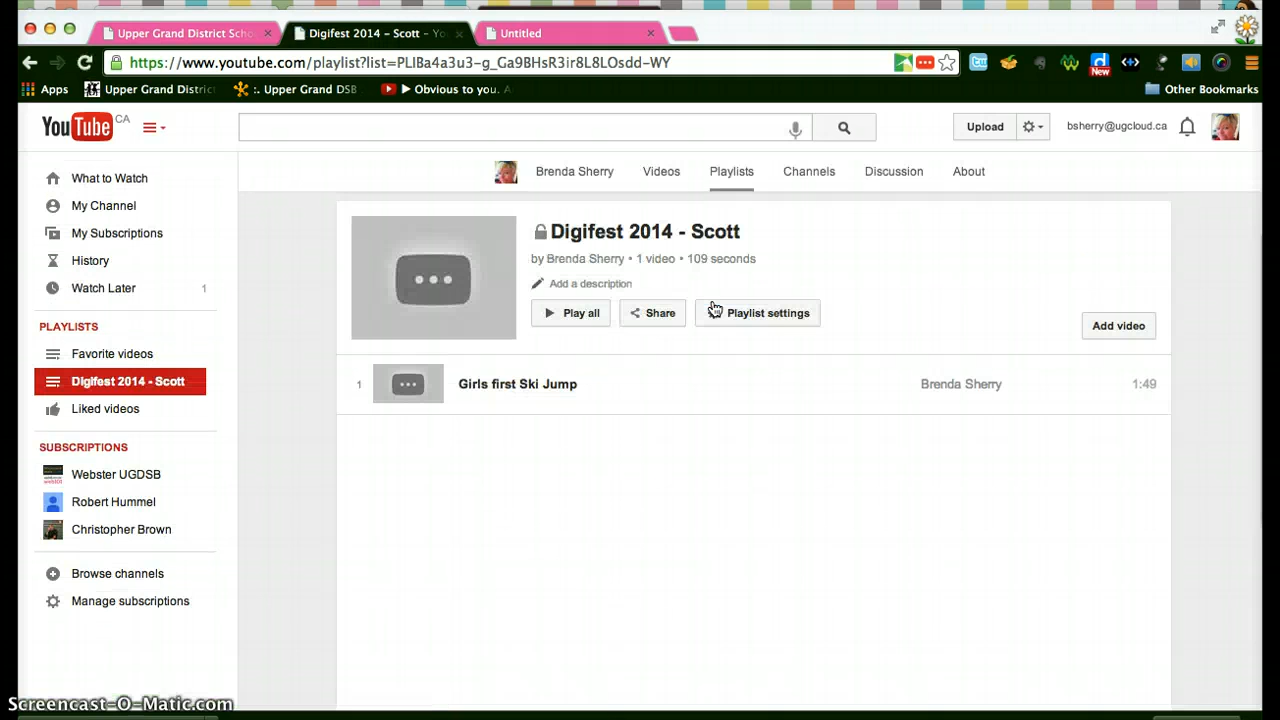 Upper Grand District Scho
Digifest 2014 – Scott – Yo
Untitled
https://www.youtube.com/playlist?list=PLIBa4a3u3-g_Ga9BHsR3ir8L8LOsdd-WY
New
Apps
Upper Grand District
:. Upper Grand DSB
▶ Obvious to you. A
Other Bookmarks
YouTube CA
Upload
bsherry@ugcloud.ca
Brenda Sherry
Videos
Playlists
Channels
Discussion
About
What to Watch
My Channel
My Subscriptions
History
Watch Later 1
PLAYLISTS
Favorite videos
Digifest 2014 - Scott
Liked videos
SUBSCRIPTIONS
Webster UGDSB
Robert Hummel
Christopher Brown
Browse channels
Manage subscriptions
Digifest 2014 - Scott
by Brenda Sherry • 1 video • 109 seconds
Add a description
Play all
Share
Playlist settings
Add video
1 Girls first Ski Jump Brenda Sherry 1:49
Screencast-O-Matic.com